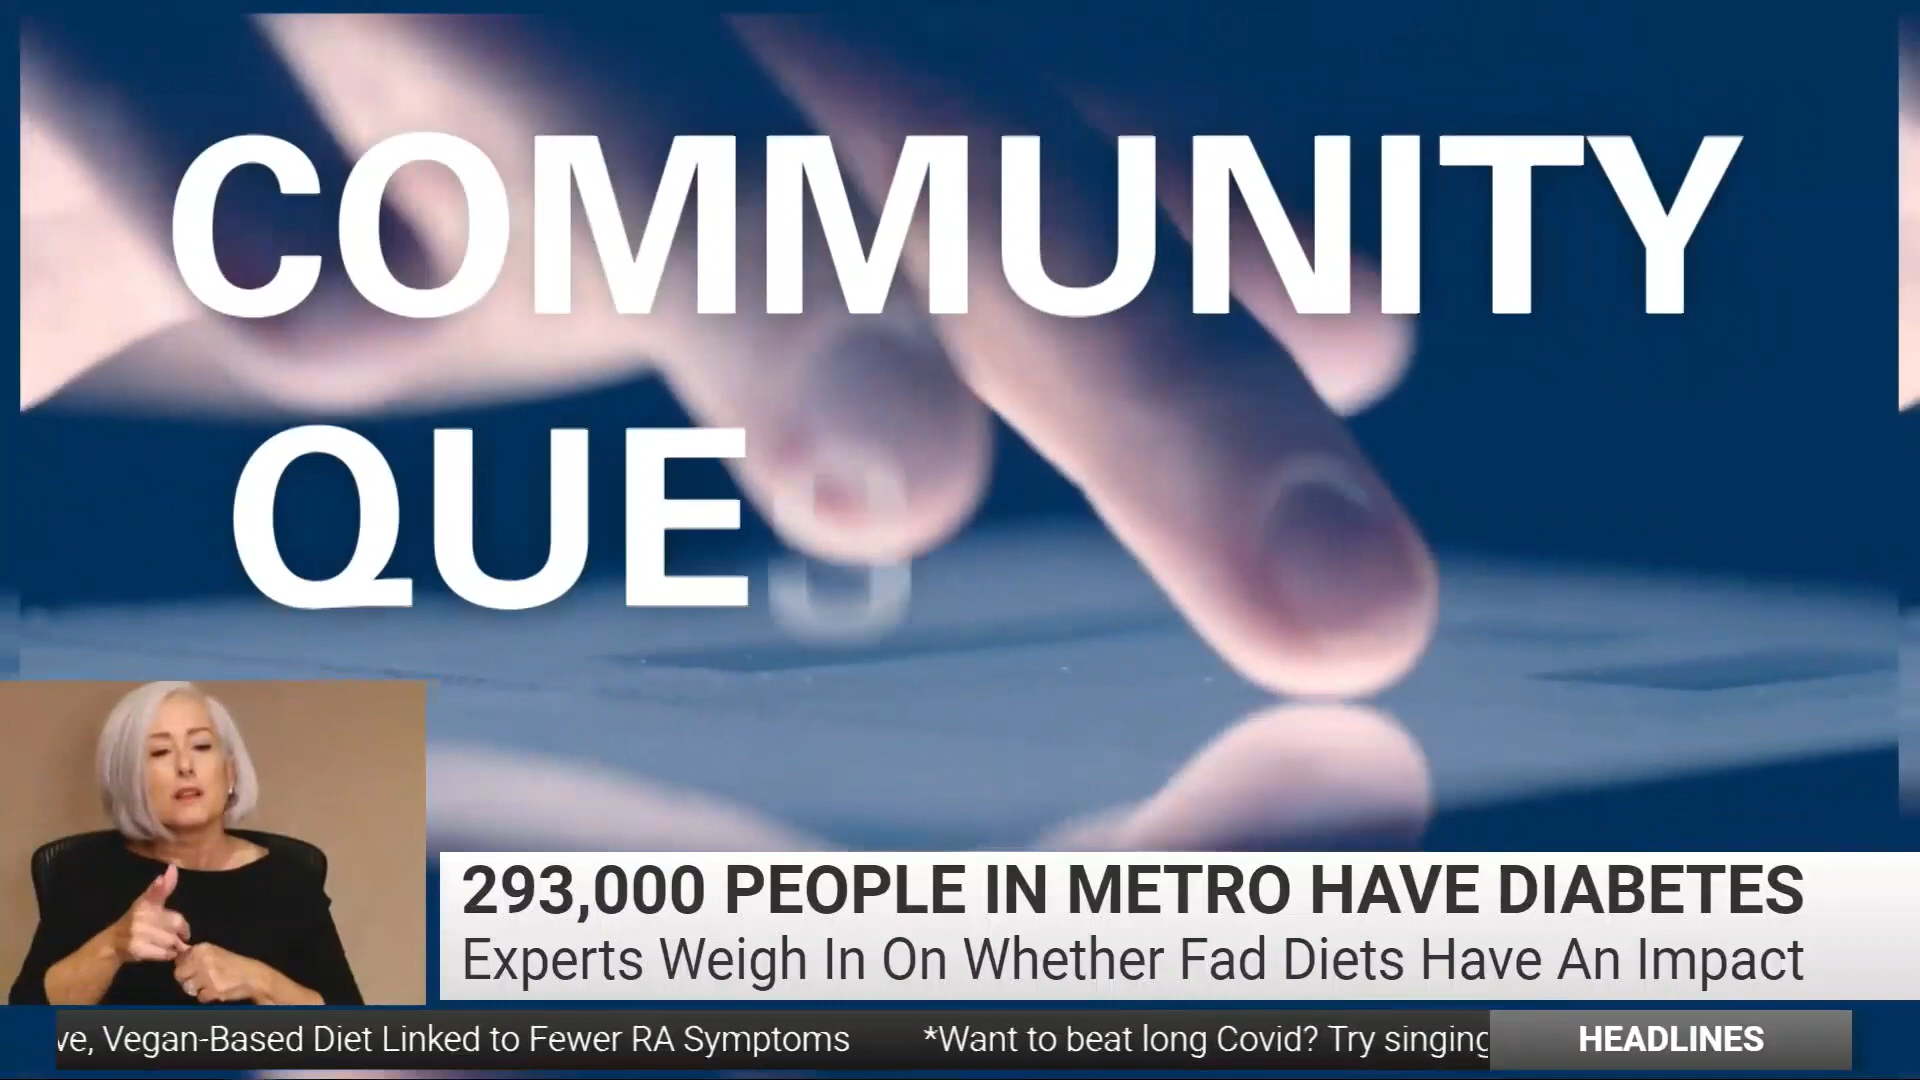 COMMUNITY
QUES
293,000 PEOPLE IN METRO HAVE DIABETES
Experts Weigh In On Whether Fad Diets Have An Impact
ve, Vegan-Based Diet Linked to Fewer RA Symptoms *Want to beat long Covid? Try singing
HEADLINES